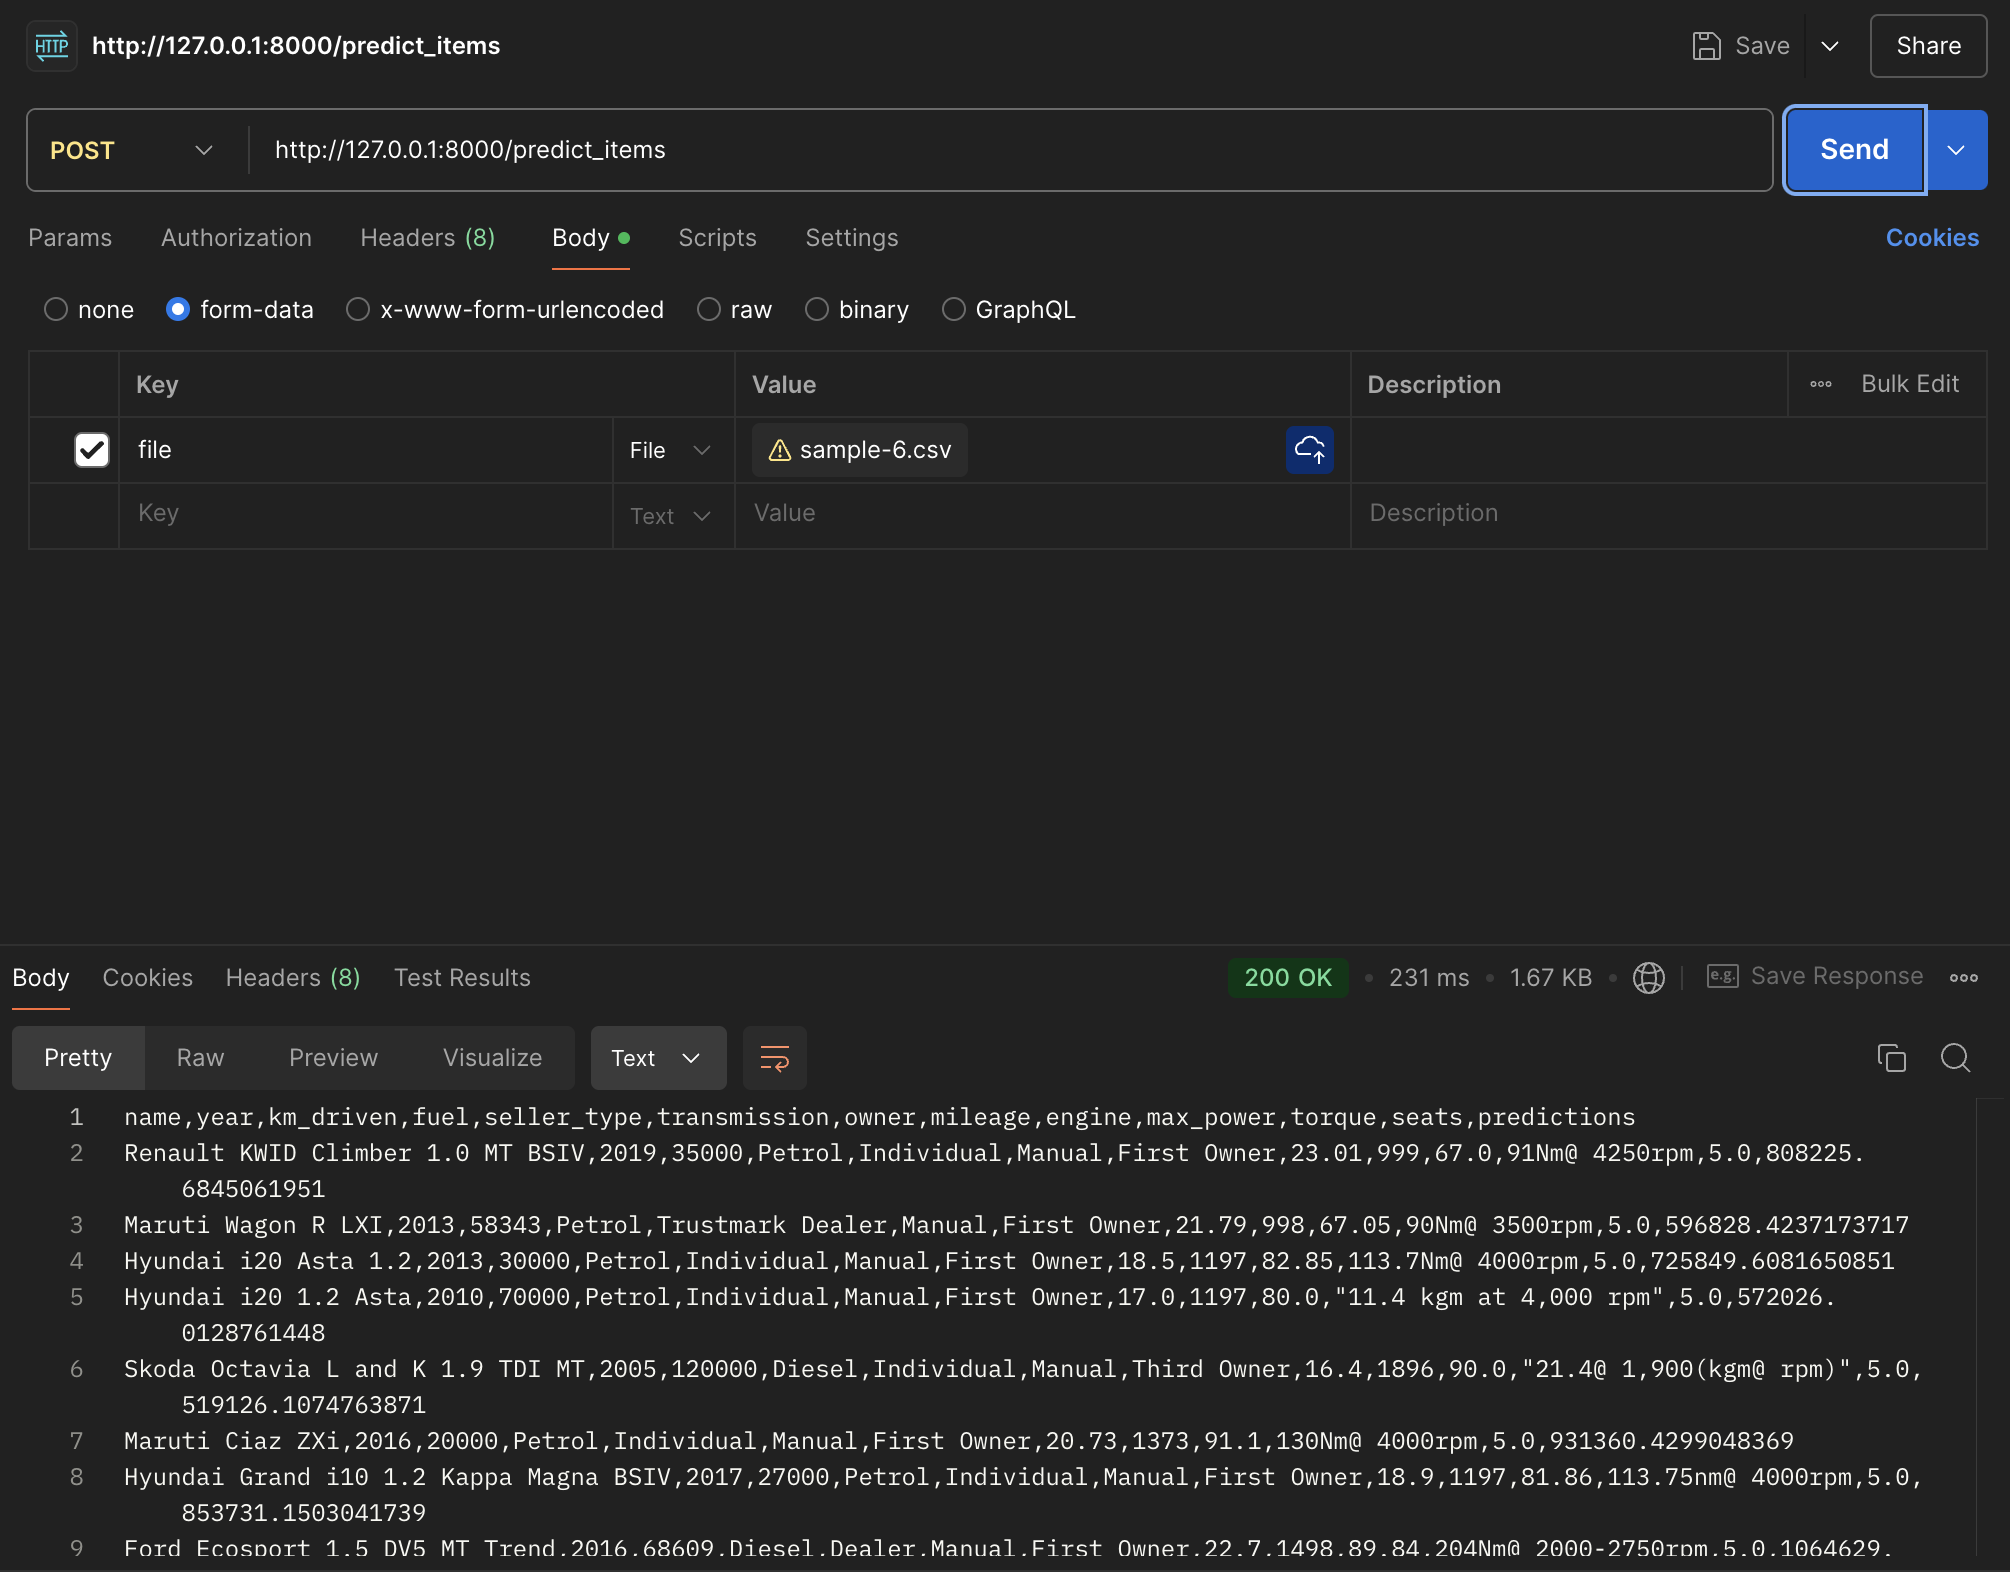 HTTP http://127.0.0.1:8000/predict_items Save Share
POST http://127.0.0.1:8000/predict_items Send
Params Authorization Headers (8) Body Scripts Settings Cookies
none form-data x-www-form-urlencoded raw binary GraphQL
Key Value Description Bulk Edit
file File sample-6.csv
Key Text Value Description
Body Cookies Headers (8) Test Results 200 OK 231 ms 1.67 KB e.g. Save Response
Pretty Raw Preview Visualize Text
1 name,year,km_driven,fuel,seller_type,transmission,owner,mileage,engine,max_power,torque,seats,predictions
2 Renault KWID Climber 1.0 MT BSIV,2019,35000,Petrol,Individual,Manual,First Owner,23.01,999,67.0,91Nm@ 4250rpm,5.0,808225.
6845061951
3 Maruti Wagon R LXI,2013,58343,Petrol,Trustmark Dealer,Manual,First Owner,21.79,998,67.05,90Nm@ 3500rpm,5.0,596828.4237173717
4 Hyundai i20 Asta 1.2,2013,30000,Petrol,Individual,Manual,First Owner,18.5,1197,82.85,113.7Nm@ 4000rpm,5.0,725849.6081650851
5 Hyundai i20 1.2 Asta,2010,70000,Petrol,Individual,Manual,First Owner,17.0,1197,80.0,"11.4 kgm at 4,000 rpm",5.0,572026.
0128761448
6 Skoda Octavia L and K 1.9 TDI MT,2005,120000,Diesel,Individual,Manual,Third Owner,16.4,1896,90.0,"21.4@ 1,900(kgm@ rpm)",5.0,
519126.1074763871
7 Maruti Ciaz ZXi,2016,20000,Petrol,Individual,Manual,First Owner,20.73,1373,91.1,130Nm@ 4000rpm,5.0,931360.4299048369
8 Hyundai Grand i10 1.2 Kappa Magna BSIV,2017,27000,Petrol,Individual,Manual,First Owner,18.9,1197,81.86,113.75nm@ 4000rpm,5.0,
853731.1503041739
9 Ford Ecosport 1.5 DV5 MT Trend,2016,68609,Diesel,Dealer,Manual,First Owner,22.7,1498,89.84,204Nm@ 2000-2750rpm,5.0,1064629.